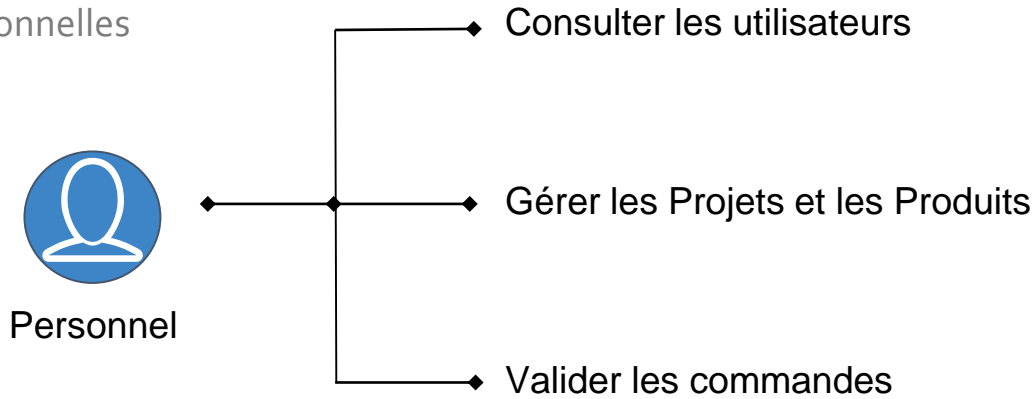 onnelles
Consulter les utilisateurs
Gérer les Projets et les Produits
Personnel
Valider les commandes